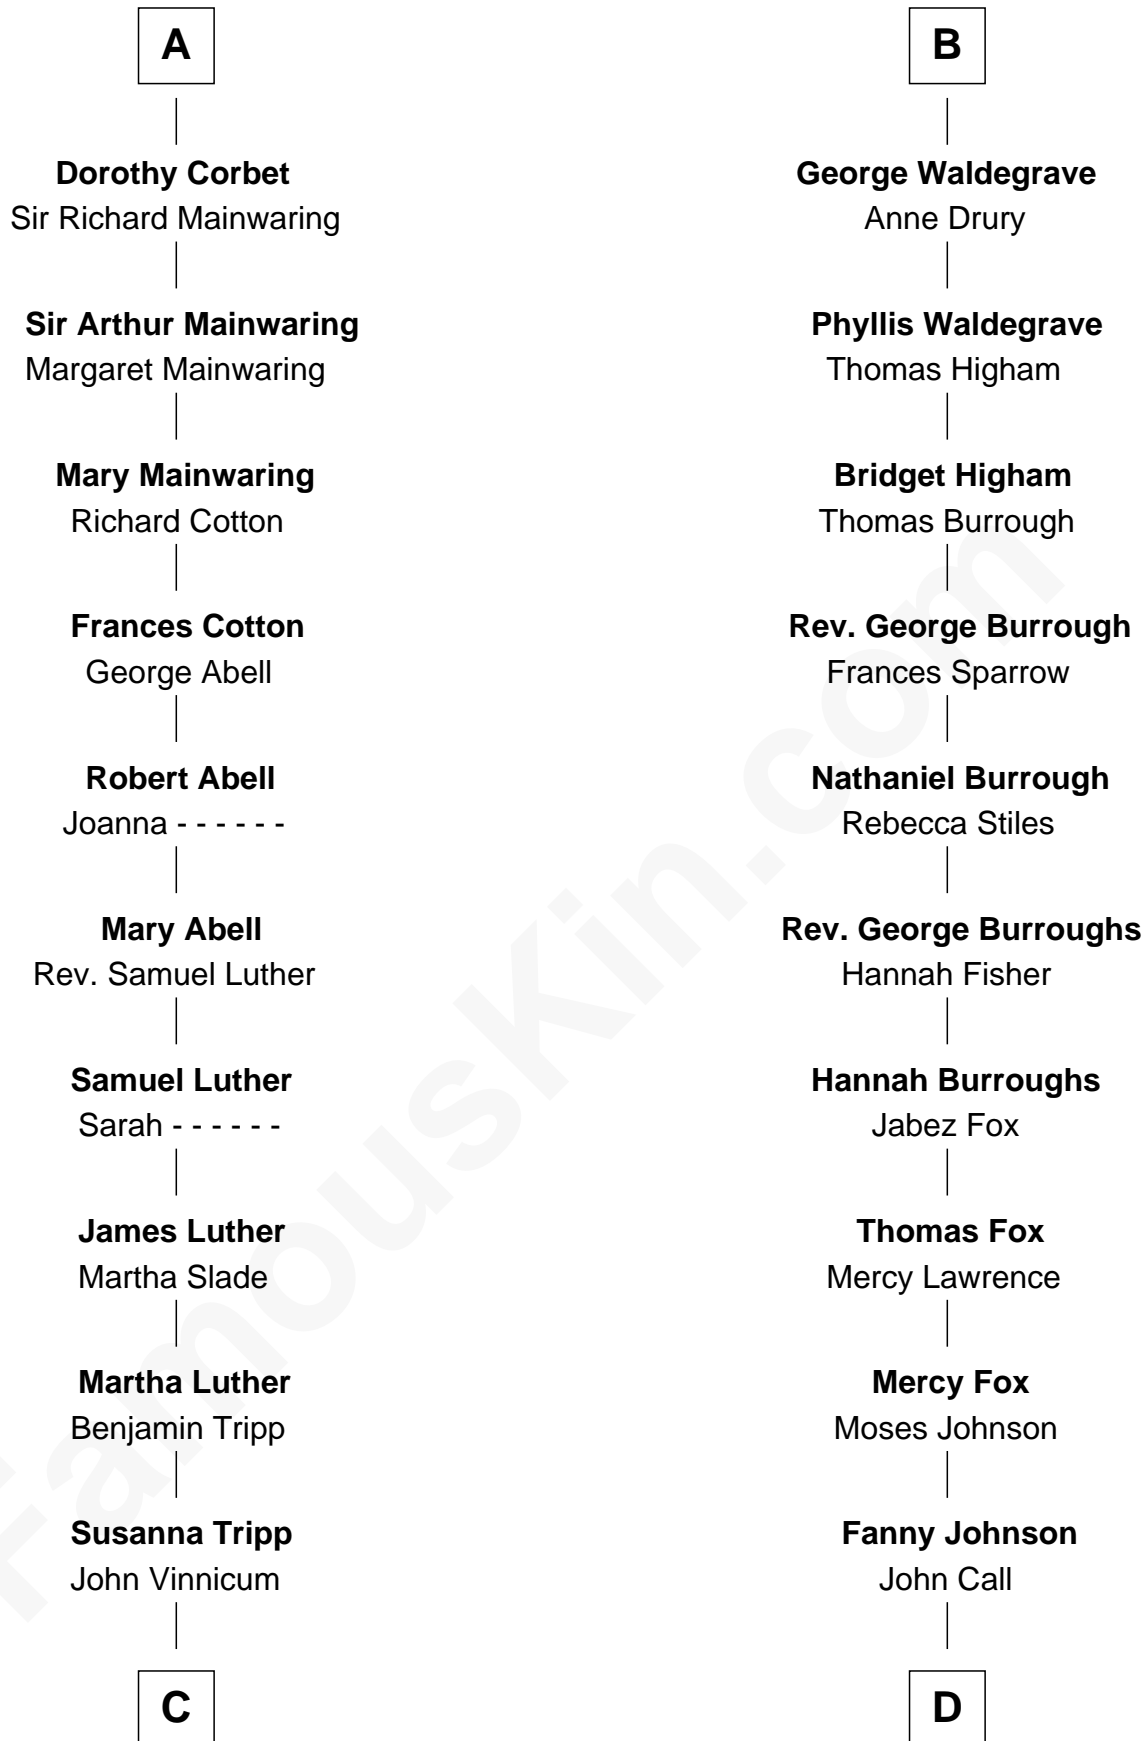 A
Dorothy Corbet
Sir Richard Mainwaring
Sir Arthur Mainwaring
Margaret Mainwaring
Mary Mainwaring
Richard Cotton
Frances Cotton
George Abell
Robert Abell
Joanna - - - - - -
Mary Abell
Rev. Samuel Luther
Samuel Luther
Sarah - - - - - -
James Luther
Martha Slade
Martha Luther
Benjamin Tripp
Susanna Tripp
John Vinnicum
C
B
George Waldegrave
Anne Drury
Phyllis Waldegrave
Thomas Higham
Bridget Higham
Thomas Burrough
Rev. George Burrough
Frances Sparrow
Nathaniel Burrough
Rebecca Stiles
Rev. George Burroughs
Hannah Fisher
Hannah Burroughs
Jabez Fox
Thomas Fox
Mercy Lawrence
Mercy Fox
Moses Johnson
Fanny Johnson
John Call
D
FamousKin.com